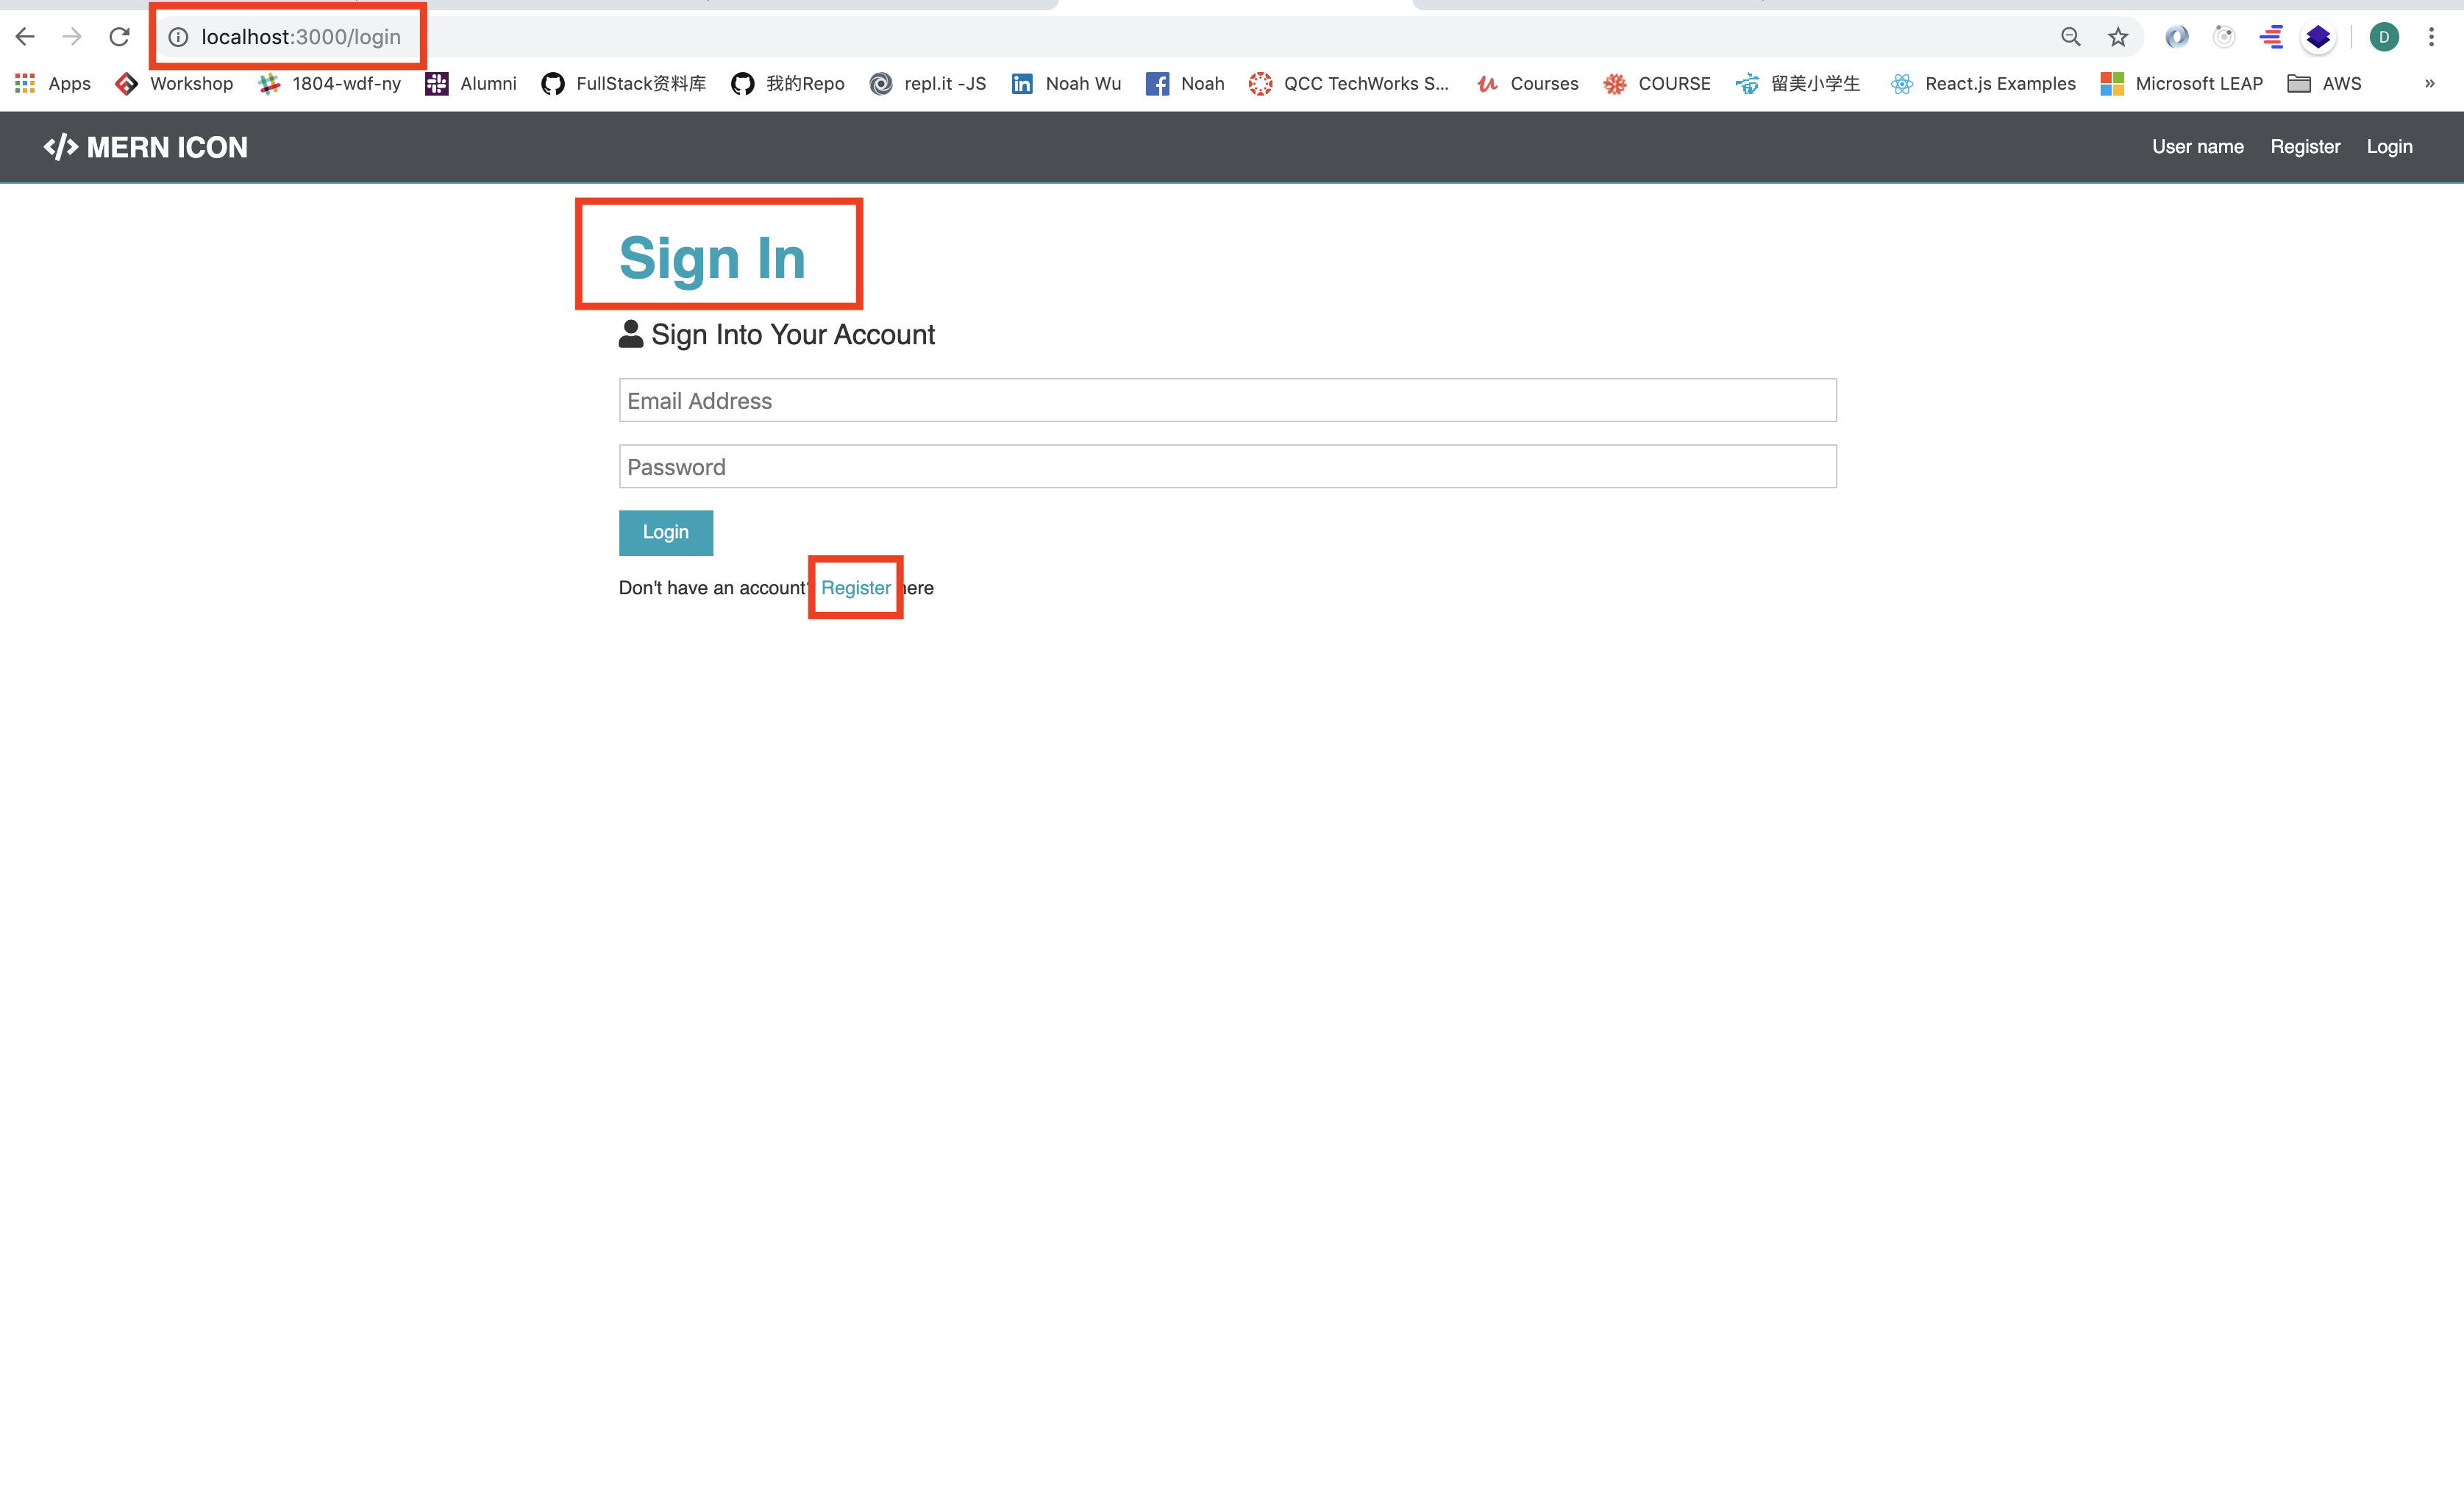 localhost:3000/login
D
Apps Workshop 1804-wdf-ny Alumni FullStack资料库 我的Repo repl.it -JS Noah Wu Noah QCC TechWorks S... Courses COURSE 留美小学生 React.js Examples Microsoft LEAP AWS »
MERN ICON User name Register Login
Sign In
Sign Into Your Account
Email Address
Password
Login
Don't have an account? Register here